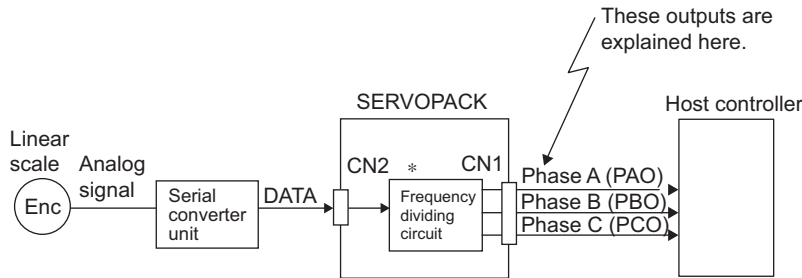 These outputs are
explained here.
SERVOPACK
Host controller
Linear
scale
Analog
signal
CN2
*
CN1
Phase A (PAO)
Enc
Serial
converter
unit
DATA
Frequency
dividing
circuit
Phase B (PBO)
Phase C (PCO)